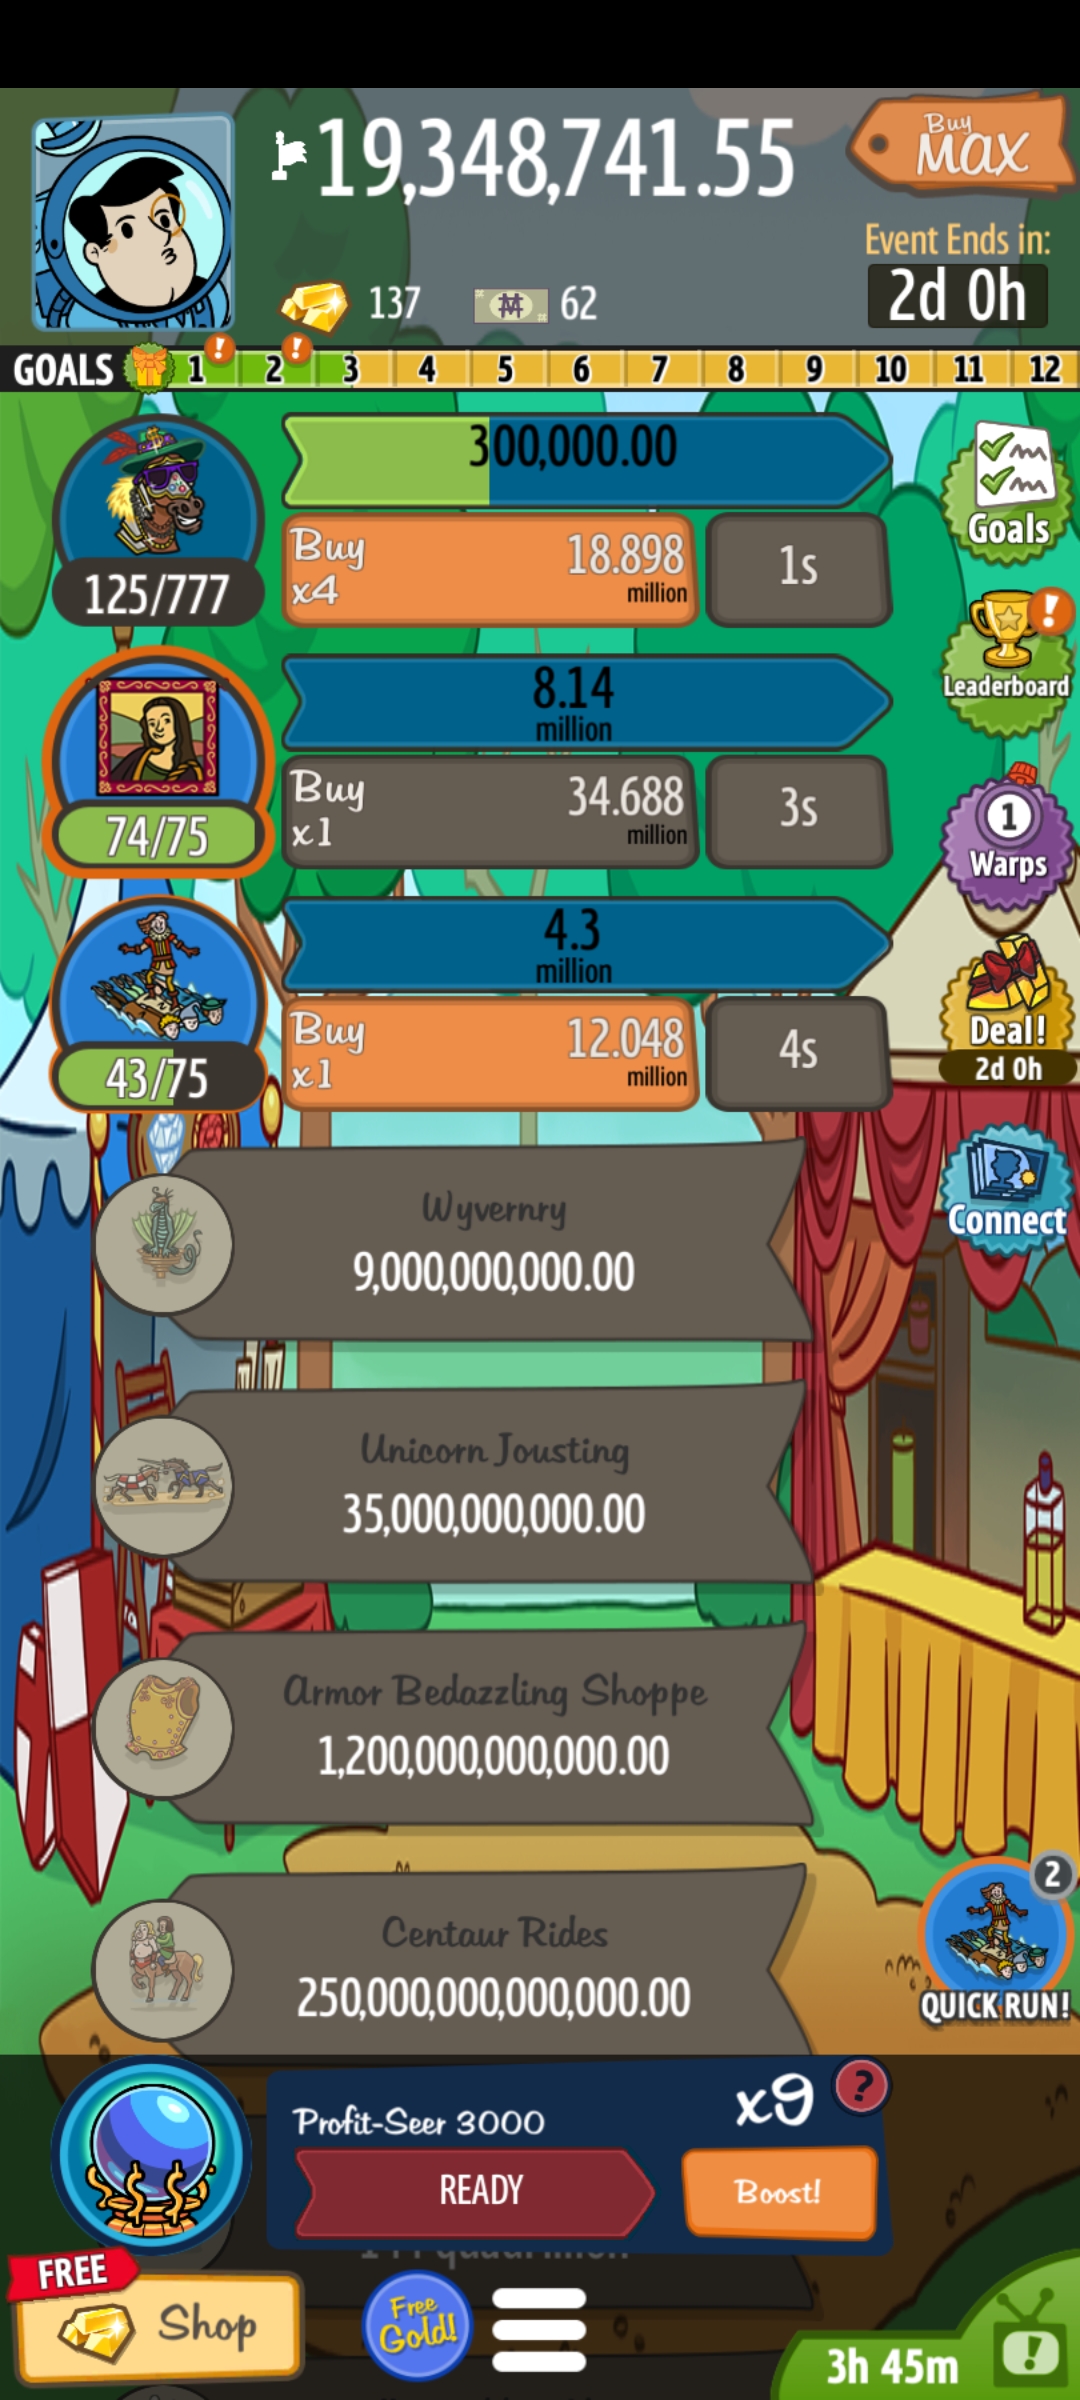 19,348,741.55
Buy
MAX
Event Ends in:
2d 0h
137
62
GOALS 1 ! 2 ! 3 4 5 6 7 8 9 10 11 12
300,000.00
Buy
x4
18.898
million
1s
125/777
Goals
8.14
million
Buy
x1
34.688
million
3s
74/75
!
Leaderboard
1
Warps
4.3
million
Buy
x1
12.048
million
4s
43/75
Deal!
2d 0h
Wyvernry
9,000,000,000.00
Connect
Unicorn Jousting
35,000,000,000.00
Armor Bedazzling Shoppe
1,200,000,000,000.00
Centaur Rides
250,000,000,000,000.00
2
QUICK RUN!
Profit-Seer 3000
x9
?
READY
Boost!
FREE
Shop
Free
Gold!
3h 45m
!